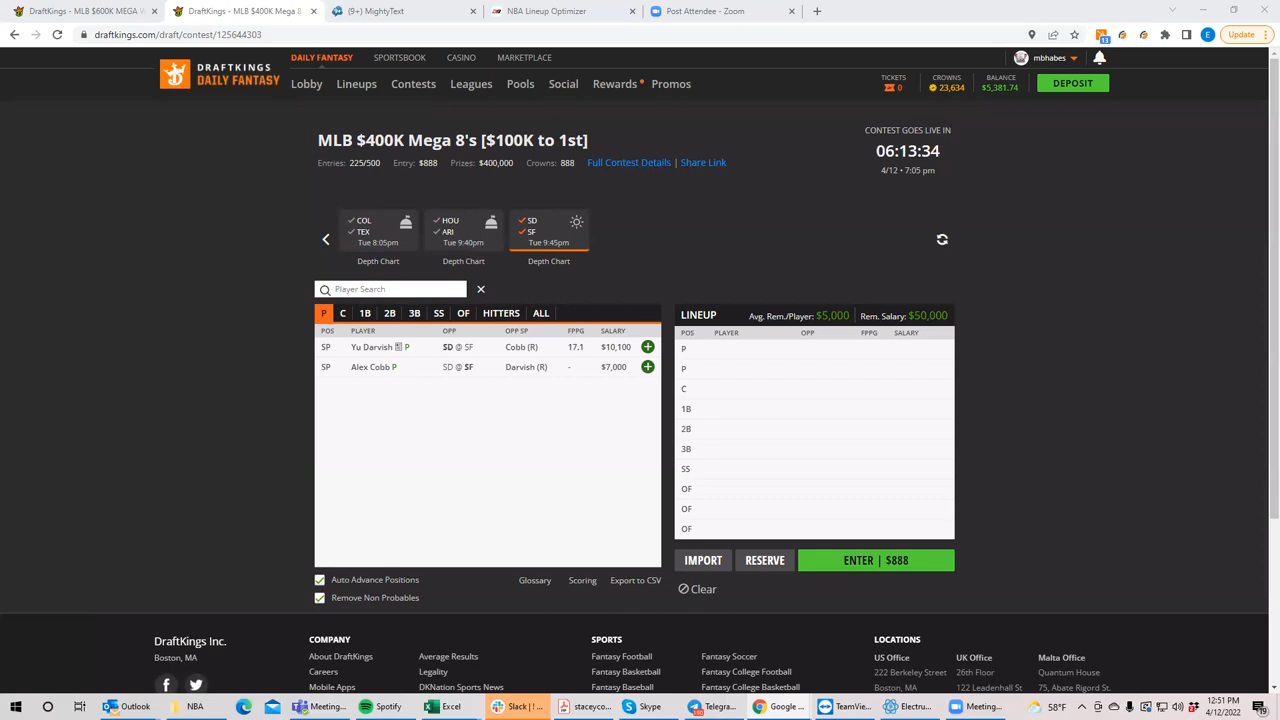 DraftKings - MLB $600K MEGA W
DraftKings - MLB $400K Mega 8
(9+) MightyText
NBA Lineup Optimizer
Post Attendee - Zoom
draftkings.com/draft/contest/125644303
13
E
Update
DRAFTKINGS
DAILY FANTASY
DAILY FANTASY
SPORTSBOOK
CASINO
MARKETPLACE
mbhabes
Lobby
Lineups
Contests
Leagues
Pools
Social
Rewards
Promos
TICKETS
0
CROWNS
23,634
BALANCE
$5,381.74
DEPOSIT
MLB $400K Mega 8's [$100K to 1st]
Entries: 225/500
Entry: $888
Prizes: $400,000
Crowns: 888
Full Contest Details | Share Link
CONTEST GOES LIVE IN
06:13:34
4/12 • 7:05 pm
COL
TEX
Tue 8:05pm
Depth Chart
HOU
ARI
Tue 9:40pm
Depth Chart
SD
SF
Tue 9:45pm
Depth Chart
Player Search
P C 1B 2B 3B SS OF HITTERS ALL
POS PLAYER OPP OPP SP FPPG SALARY
SP Yu Darvish P SD @ SF Cobb (R) 17.1 $10,100
SP Alex Cobb P SD @ SF Darvish (R) - $7,000
LINEUP
Avg. Rem./Player: $5,000
Rem. Salary: $50,000
POS PLAYER OPP FPPG SALARY
P
P
C
1B
2B
3B
SS
OF
OF
OF
IMPORT
RESERVE
ENTER | $888
Clear
Auto Advance Positions
Remove Non Probables
Glossary
Scoring
Export to CSV
DraftKings Inc.
Boston, MA
COMPANY
About DraftKings
Careers
Mobile Apps
Average Results
Legality
DKNation Sports News
SPORTS
Fantasy Football
Fantasy Basketball
Fantasy Baseball
Fantasy Soccer
Fantasy College Football
Fantasy College Basketball
LOCATIONS
US Office
222 Berkeley Street
Boston, MA
UK Office
26th Floor
122 Leadenhall St
Malta Office
Quantum House
75, Abate Rigord St.
Outlook
NBA
Meeting...
Spotify
Excel
Slack | ! ...
staceyco...
Skype
Telegra...
Google ...
TeamVie...
Electru...
Meeting...
58°F
12:51 PM
4/12/2022